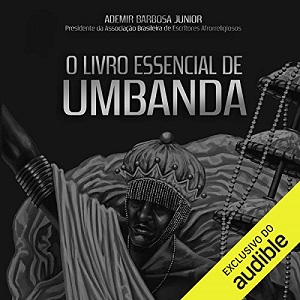 ADEMIR BARBOSA JUNIOR
Presidente da Associação Brasileira de Escritores Afrorreligiosos
O LIVRO ESSENCIAL DE
UMBANDA
EXCLUSIVO DO
audible